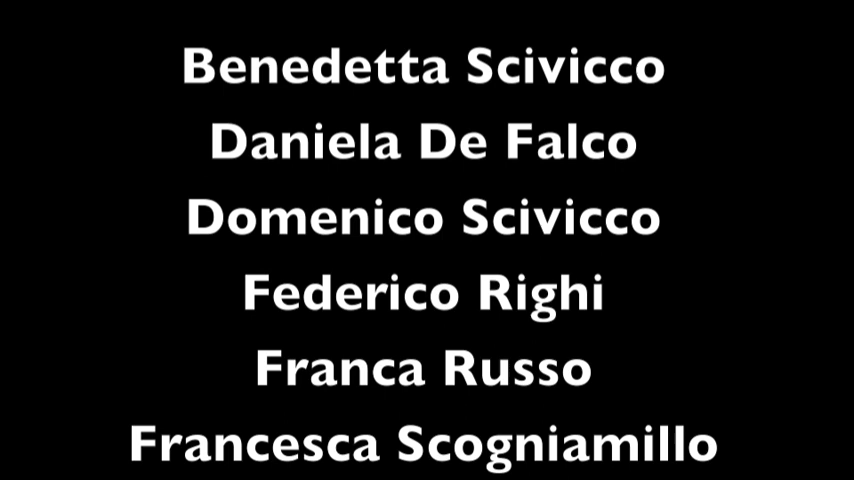 Benedetta Scivicco
Daniela De Falco
Domenico Scivicco
Federico Righi
Franca Russo
Francesca Scogniamillo